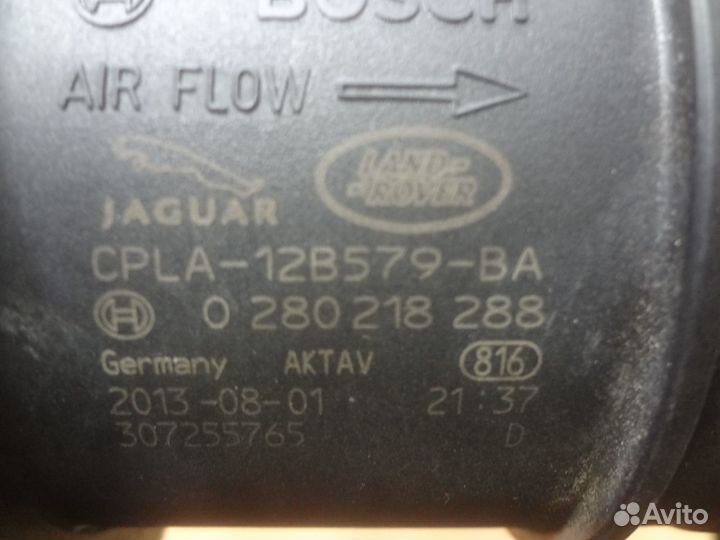 BOSCH
AIR FLOW
JAGUAR
LAND-
-ROVER
CPLA-12B579-BA
0 280 218 288
Germany AKTAV 816
2013-08-01 21:37
307255765 D
Avito